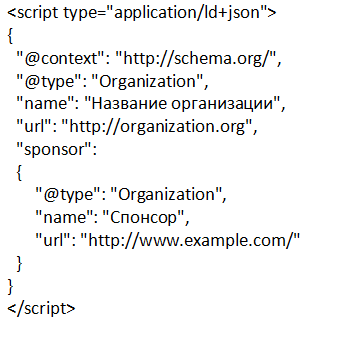 <script type="application/ld+json">
{
"@context": "http://schema.org/",
"@type": "Organization",
"name": "Название организации",
"url": "http://organization.org",
"sponsor":
{
"@type": "Organization",
"name": "Спонсор",
"url": "http://www.example.com/"
}
}
</script>